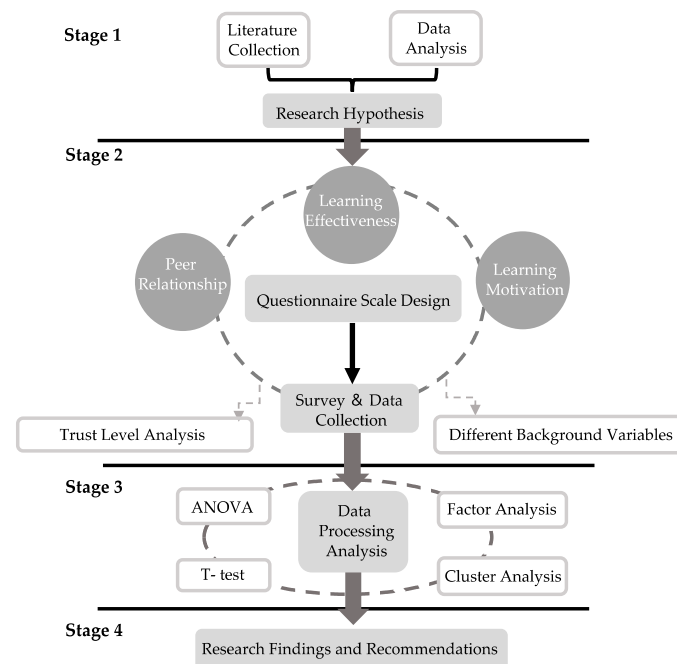 Stage 1
Literature
Collection
Data
Analysis
Research Hypothesis
Stage 2
Learning
Effectiveness
Peer
Relationship
Learning
Motivation
Questionnaire Scale Design
Survey & Data
Collection
Trust Level Analysis
Different Background Variables
Stage 3
ANOVA
Data
Processing
Analysis
Factor Analysis
T- test
Cluster Analysis
Stage 4
Research Findings and Recommendations